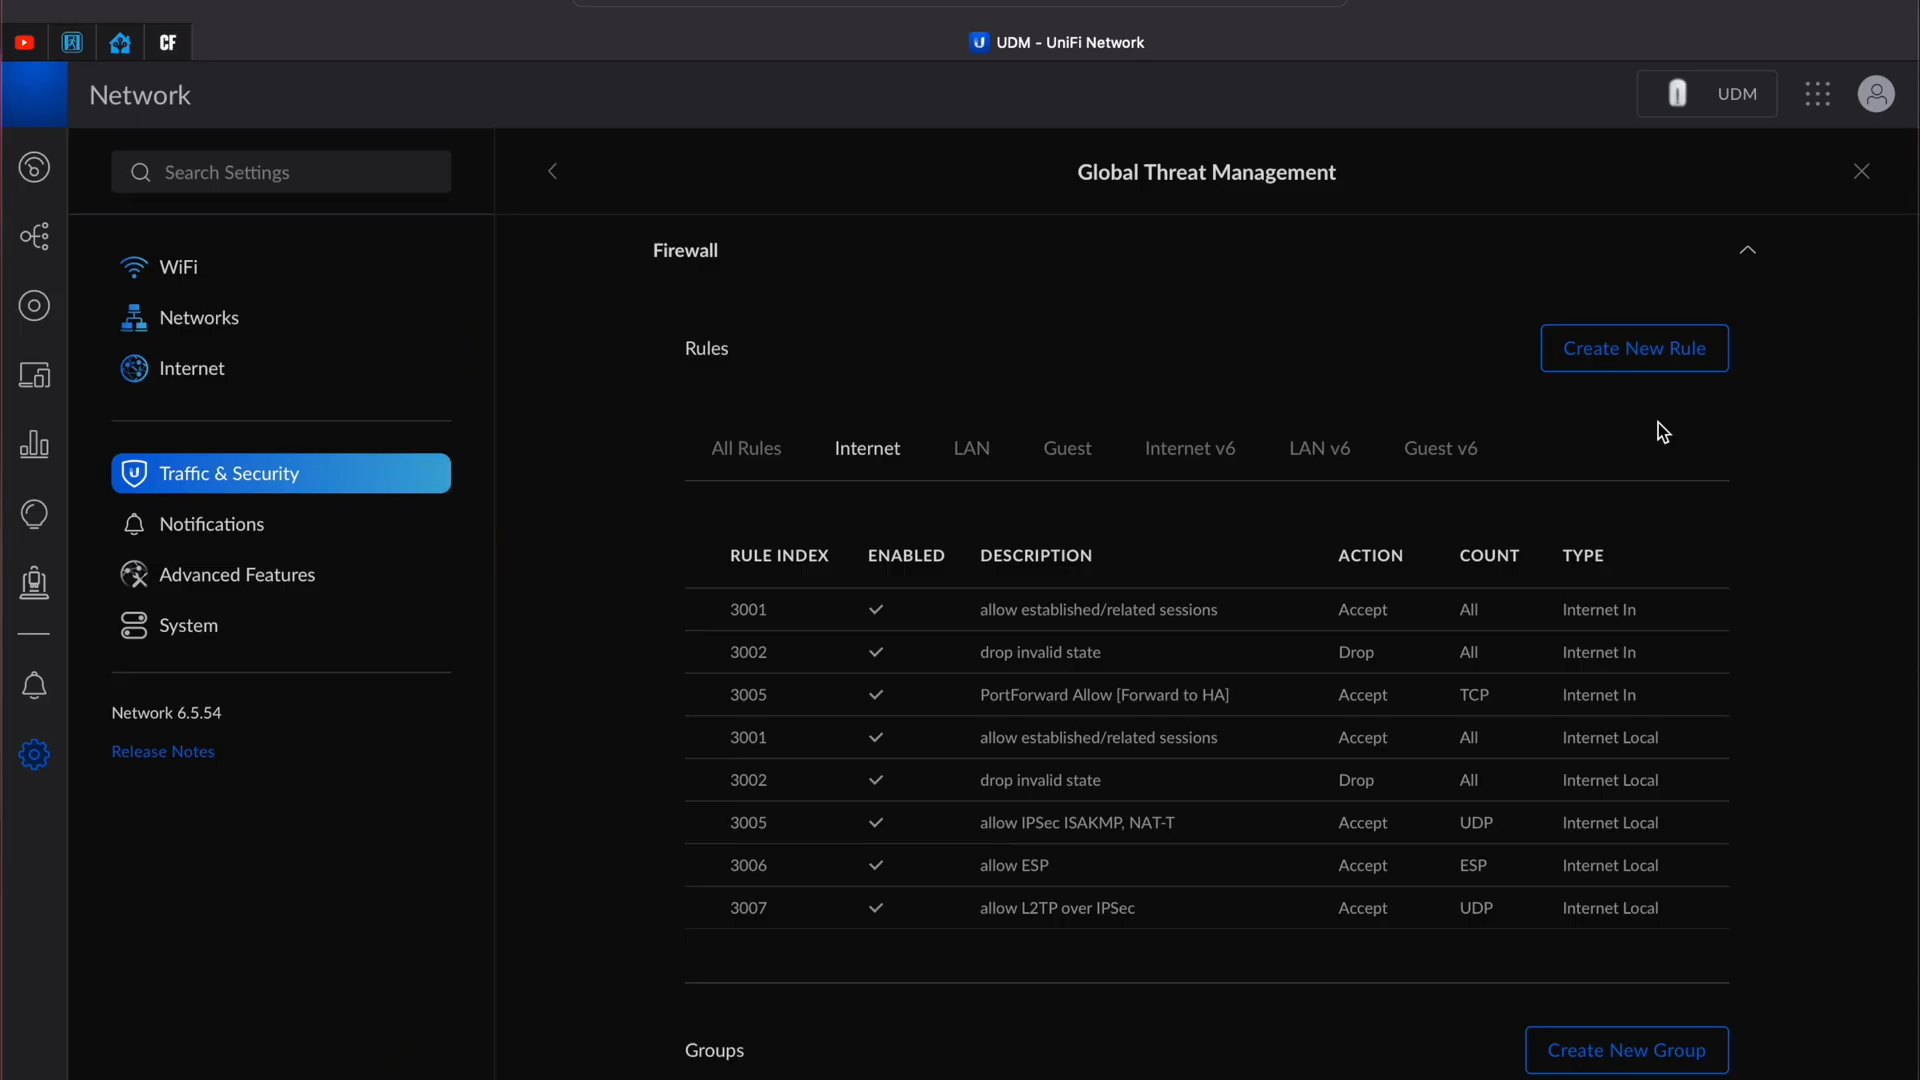 CF
UDM - UniFi Network
Network
UDM
Search Settings
Global Threat Management
WiFi
Networks
Internet
Traffic & Security
Notifications
Advanced Features
System
Network 6.5.54
Release Notes
Firewall
Rules
Create New Rule
All Rules Internet LAN Guest Internet v6 LAN v6 Guest v6
RULE INDEX ENABLED DESCRIPTION ACTION COUNT TYPE
3001 allow established/related sessions Accept All Internet In
3002 drop invalid state Drop All Internet In
3005 PortForward Allow [Forward to HA] Accept TCP Internet In
3001 allow established/related sessions Accept All Internet Local
3002 drop invalid state Drop All Internet Local
3005 allow IPSec ISAKMP, NAT-T Accept UDP Internet Local
3006 allow ESP Accept ESP Internet Local
3007 allow L2TP over IPSec Accept UDP Internet Local
Groups
Create New Group